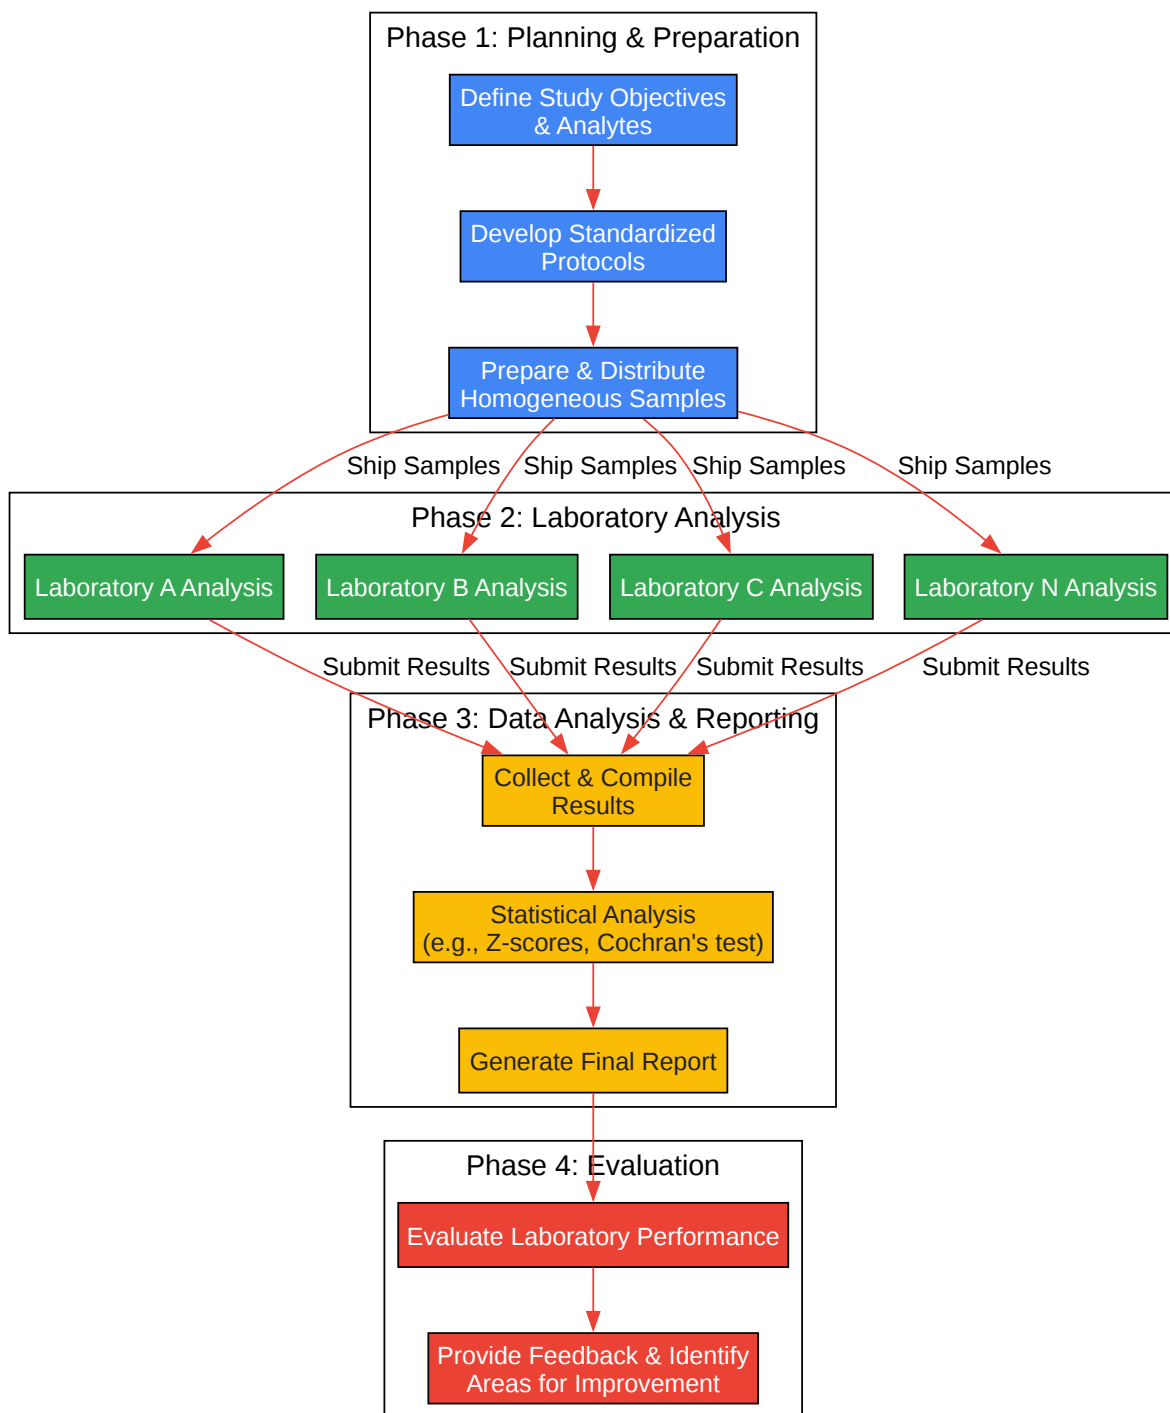 Phase 1: Planning & Preparation
Define Study Objectives
& Analytes
Develop Standardized
Protocols
Prepare & Distribute
Homogeneous Samples
Ship Samples
Ship Samples
Ship Samples
Ship Samples
Phase 2: Laboratory Analysis
Laboratory A Analysis
Laboratory B Analysis
Laboratory C Analysis
Laboratory N Analysis
Submit Results
Submit Results
Submit Results
Submit Results
Phase 3: Data Analysis & Reporting
Collect & Compile
Results
Statistical Analysis
(e.g., Z-scores, Cochran's test)
Generate Final Report
Phase 4: Evaluation
Evaluate Laboratory Performance
Provide Feedback & Identify
Areas for Improvement